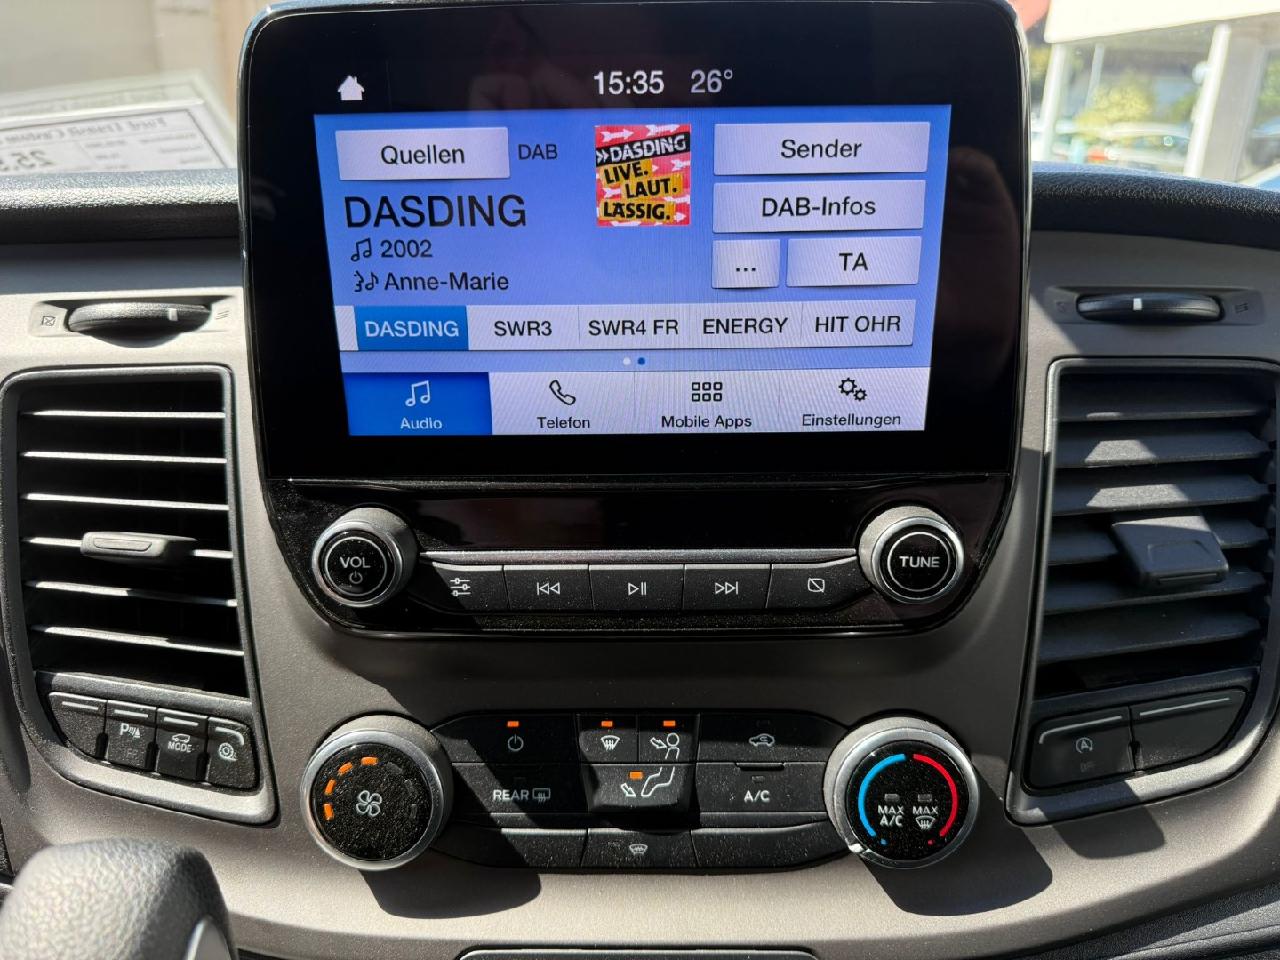 15:35 26°
Quellen DAB
»DASDING
LIVE.
LAUT.
LÄSSIG.
Sender
DAB-Infos
DASDING
2002
Anne-Marie
... TA
DASDING SWR3 SWR4 FR ENERGY HIT OHR
Audio Telefon Mobile Apps Einstellungen
VOL
TUNE
MODE
REAR
A/C
MAX A/C
MAX